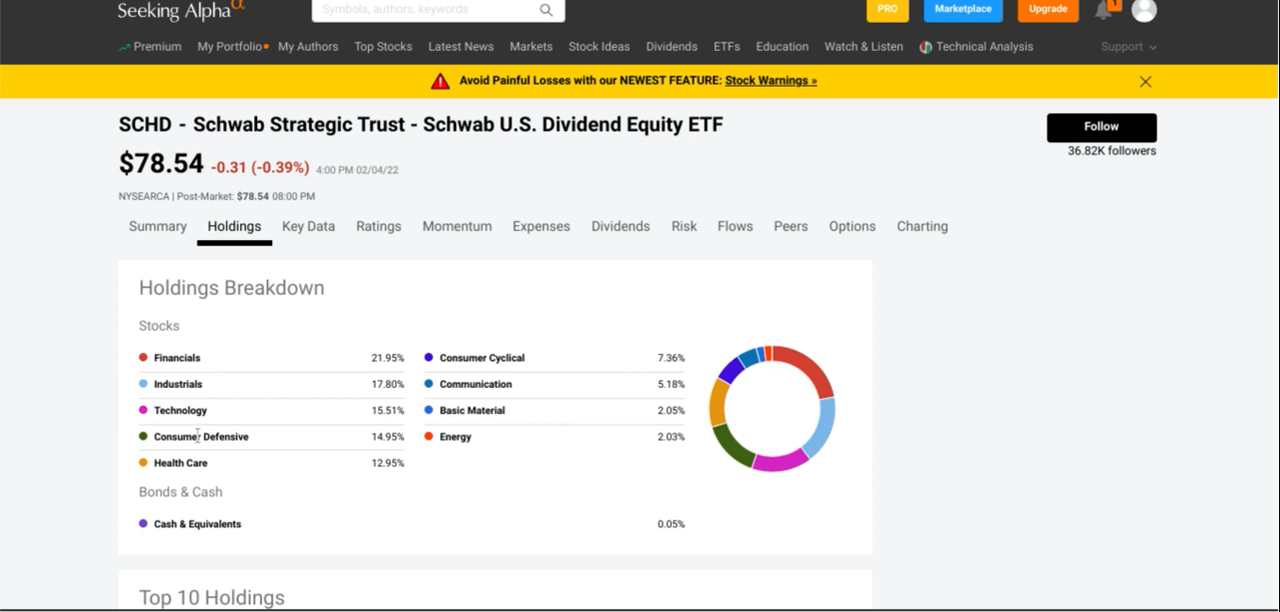 Seeking Alpha α
Symbols, authors, keywords
PRO
Marketplace
Upgrade
1
Premium My Portfolio My Authors Top Stocks Latest News Markets Stock Ideas Dividends ETFs Education Watch & Listen Technical Analysis Support
Avoid Painful Losses with our NEWEST FEATURE: Stock Warnings »
SCHD - Schwab Strategic Trust - Schwab U.S. Dividend Equity ETF
Follow
36.82K followers
$78.54 -0.31 (-0.39%) 4:00 PM 02/04/22
NYSEARCA | Post-Market: $78.54 08:00 PM
Summary Holdings Key Data Ratings Momentum Expenses Dividends Risk Flows Peers Options Charting
Holdings Breakdown
Stocks
Financials 21.95% Consumer Cyclical 7.36%
Industrials 17.80% Communication 5.18%
Technology 15.51% Basic Material 2.05%
Consumer Defensive 14.95% Energy 2.03%
Health Care 12.95%
Bonds & Cash
Cash & Equivalents 0.05%
Top 10 Holdings